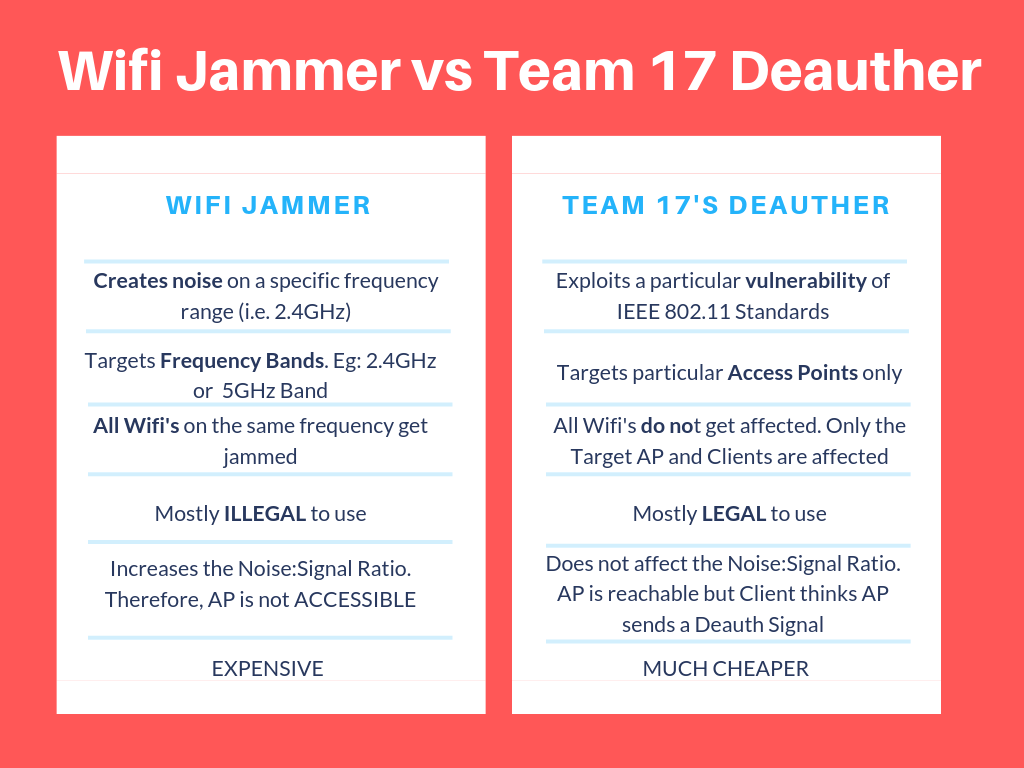 Wifi Jammer vs Team 17 Deauther
WIFI JAMMER
Creates noise on a specific frequency
range (i.e. 2.4GHz)
Targets Frequency Bands. Eg: 2.4GHz
or  5GHz Band
All Wifi's on the same frequency get
jammed
Mostly ILLEGAL to use
Increases the Noise:Signal Ratio.
Therefore, AP is not ACCESSIBLE
EXPENSIVE
TEAM 17'S DEAUTHER
Exploits a particular vulnerability of
IEEE 802.11 Standards
Targets particular Access Points only
All Wifi's do not get affected. Only the
Target AP and Clients are affected
Mostly LEGAL to use
Does not affect the Noise:Signal Ratio.
AP is reachable but Client thinks AP
sends a Deauth Signal
MUCH CHEAPER